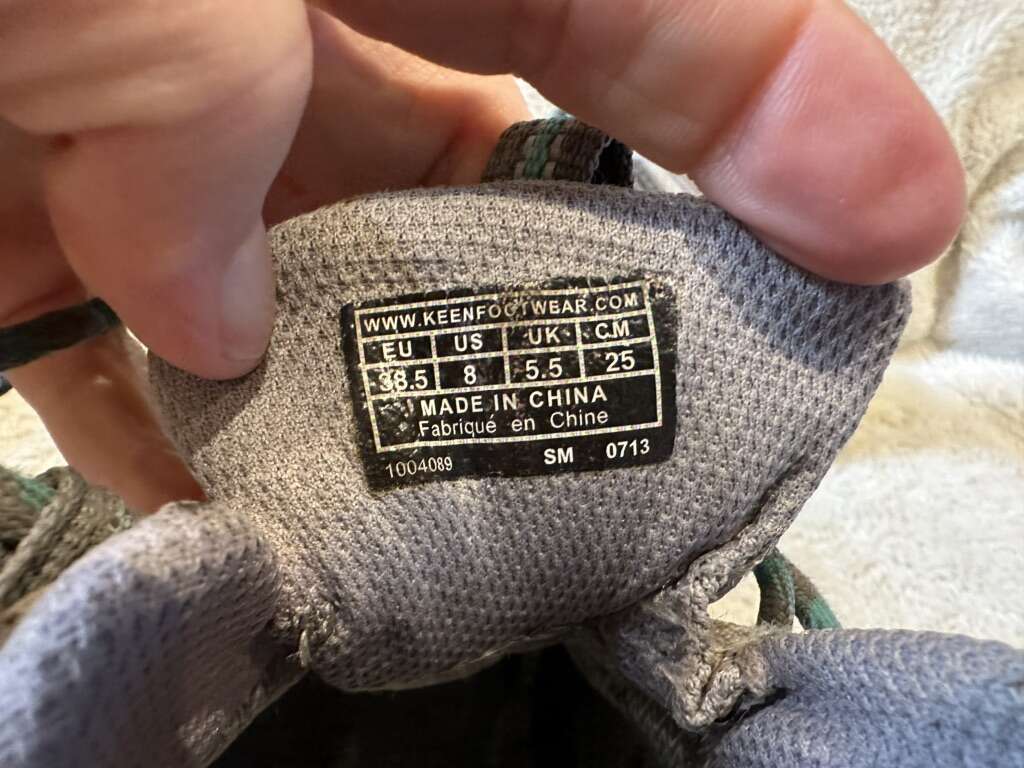 WWW.KEENFOOTWEAR.COM
EU US UK CM
38.5 8 5.5 25
MADE IN CHINA
Fabriqué en Chine
1004089 SM 0713